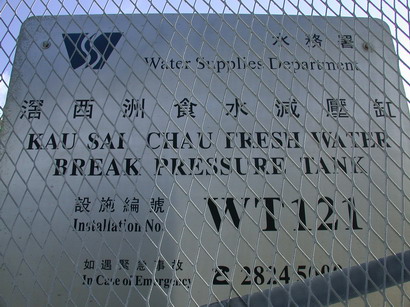 水務署
Water Supplies Department
滘西洲食水減壓缸
KAU SAI CHAU FRESH WATER
BREAK PRESSURE TANK
設施編號
Installation No.
WT121
如遇緊急事故
In Case of Emergency
☎ 2824 5000